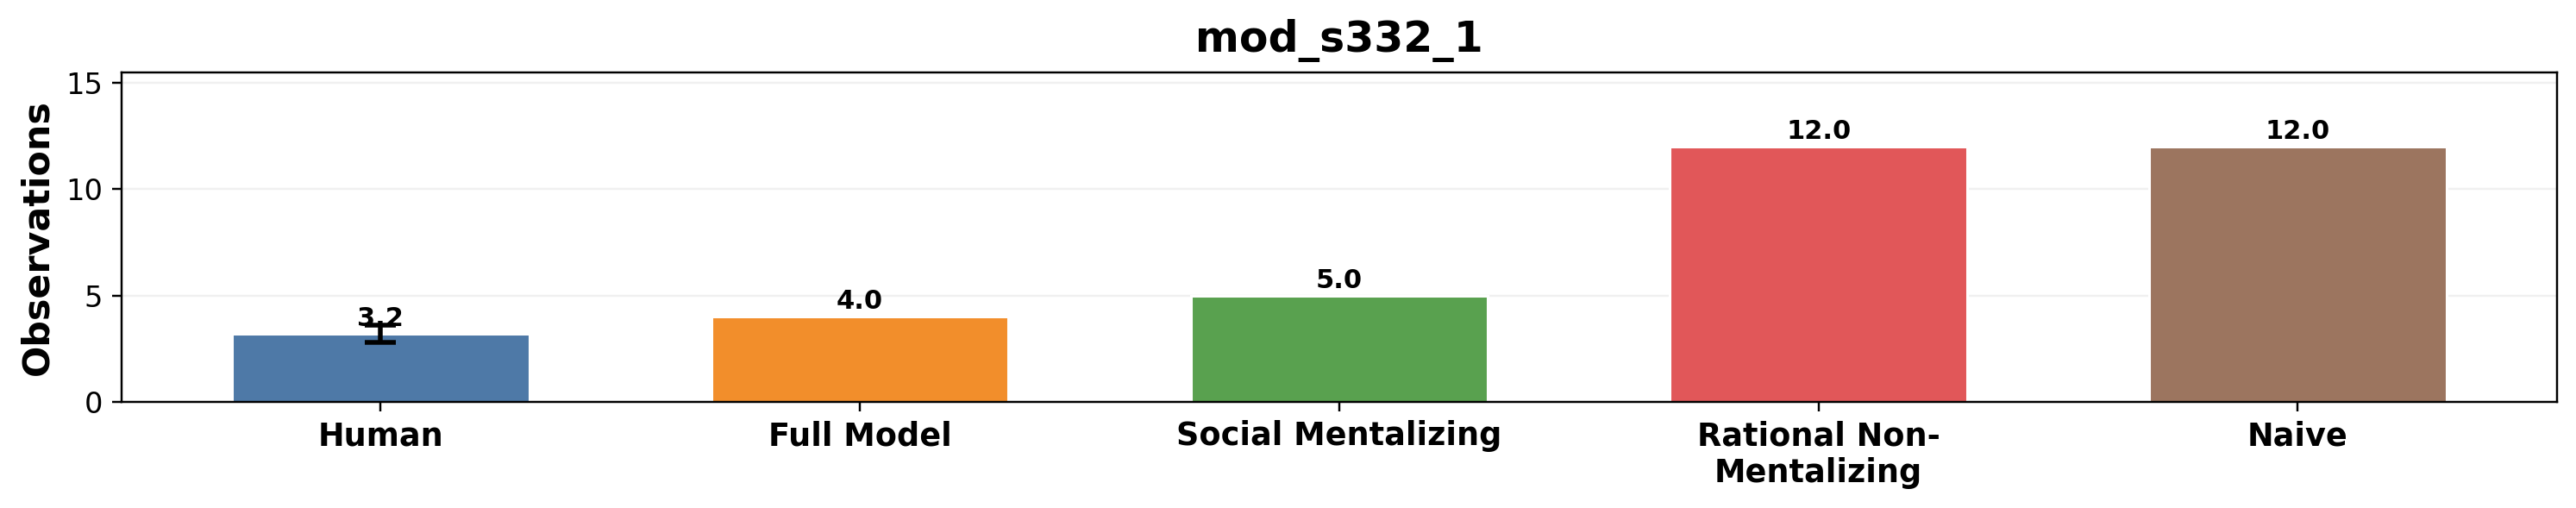 mod_s332_1
Observations
15
10
5
0
3.2
4.0
5.0
12.0
12.0
Human
Full Model
Social Mentalizing
Rational Non-
Mentalizing
Naive